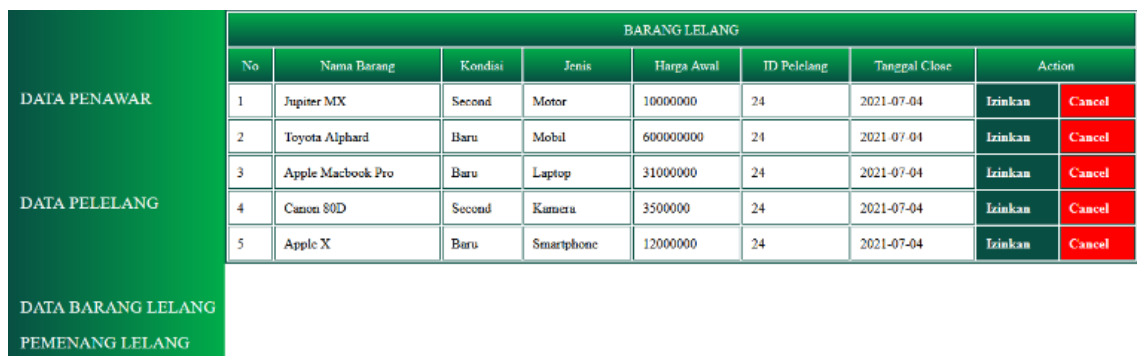 BARANG LELANG
No Nama Barang Kondisi Jenis Harga Awal ID Pelelang Tanggal Close Action
DATA PENAWAR
1 Jupiter MX Second Motor 10000000 24 2021-07-04 Izinkan Cancel
2 Toyota Alphard Baru Mobil 600000000 24 2021-07-04 Izinkan Cancel
3 Apple Macbook Pro Baru Laptop 31000000 24 2021-07-04 Izinkan Cancel
DATA PELELANG
4 Canon 80D Second Kamera 3500000 24 2021-07-04 Izinkan Cancel
5 Apple X Baru Smartphone 12000000 24 2021-07-04 Izinkan Cancel
DATA BARANG LELANG
PEMENANG LELANG